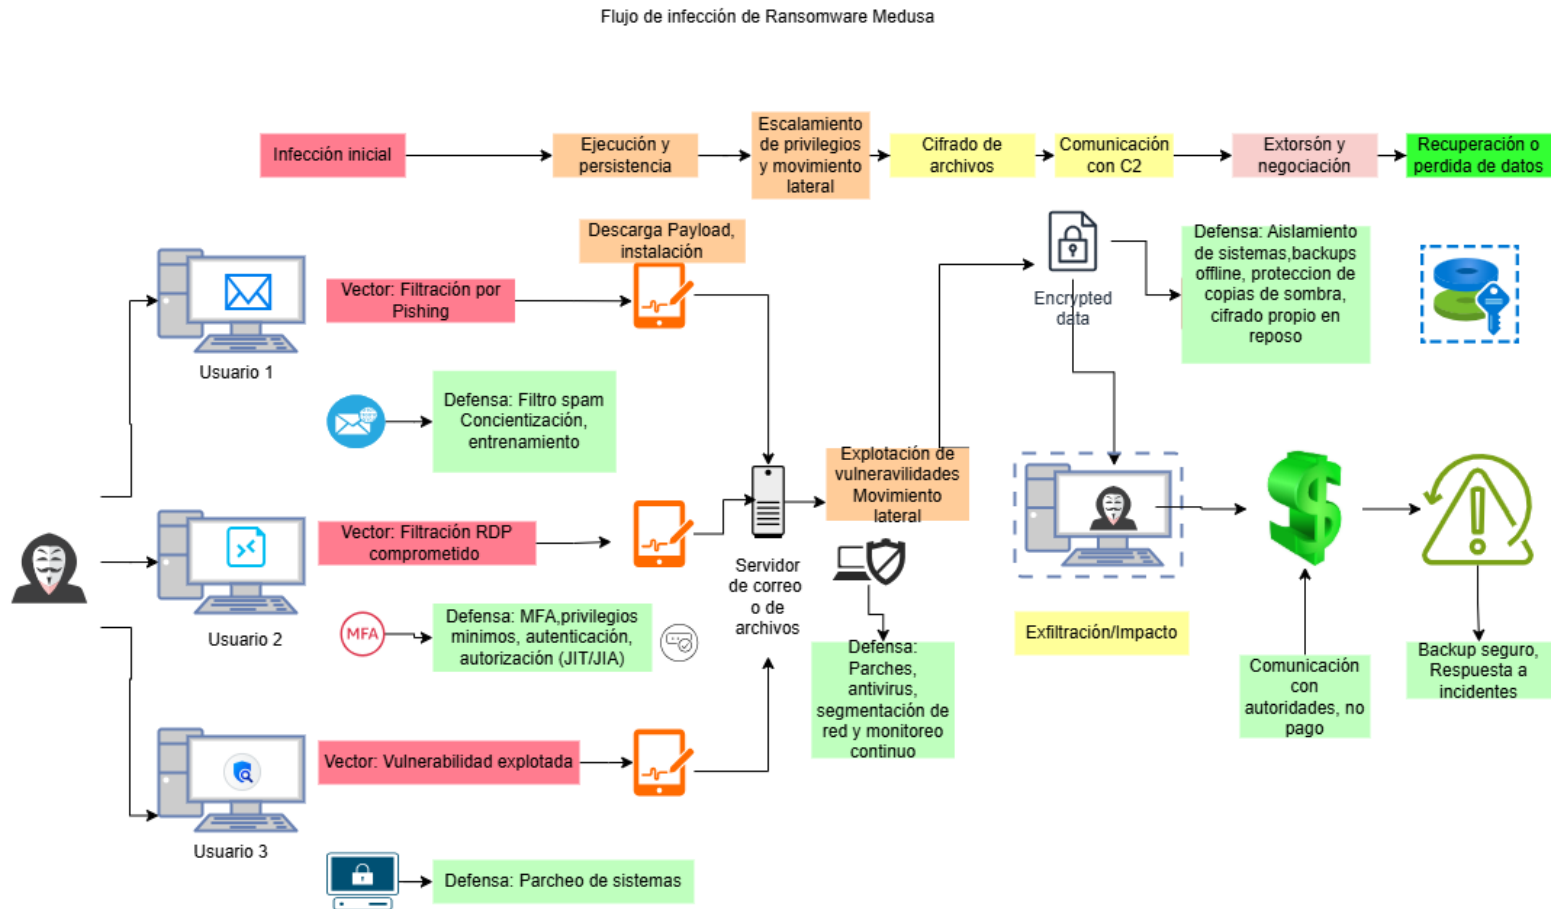 Flujo de infección de Ransomware Medusa
Infección inicial
Ejecución y
persistencia
Escalamiento
de privilegios
y movimiento
lateral
Cifrado de
archivos
Comunicación
con C2
Extorsón y
negociación
Recuperación o
perdida de datos
Descarga Payload,
instalación
Vector: Filtración por
Pishing
Usuario 1
Defensa: Filtro spam
Concientización,
entrenamiento
Encrypted
data
Defensa: Aislamiento
de sistemas,backups
offline, proteccion de
copias de sombra,
cifrado propio en
reposo
Vector: Filtración RDP
comprometido
Usuario 2
MFA
Defensa: MFA,privilegios
minimos, autenticación,
autorización (JIT/JIA)
Servidor
de correo
o de
archivos
Explotación de
vulneravilidades
Movimiento
lateral
Defensa:
Parches,
antivirus,
segmentación de
red y monitoreo
continuo
Exfiltración/Impacto
Comunicación
con
autoridades, no
pago
Backup seguro,
Respuesta a
incidentes
Vector: Vulnerabilidad explotada
Usuario 3
Defensa: Parcheo de sistemas